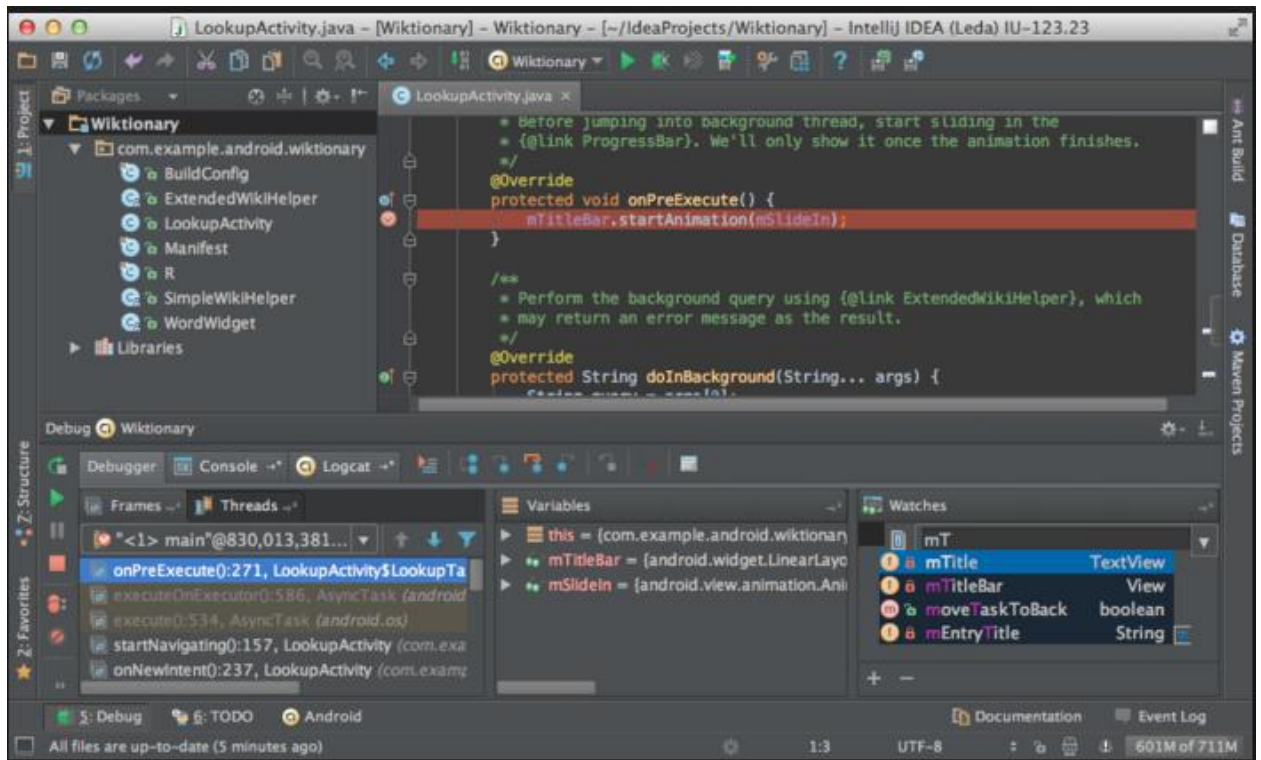 LookupActivity.java – [Wiktionary] – Wiktionary – [~/IdeaProjects/Wiktionary] – IntelliJ IDEA (Leda) IU-123.23
Wiktionary
Packages
LookupActivity.java
1: Project
Wiktionary
com.example.android.wiktionary
BuildConfig
ExtendedWikiHelper
LookupActivity
Manifest
R
SimpleWikiHelper
WordWidget
Libraries
* Before jumping into background thread, start sliding in the
* {@link ProgressBar}. We'll only show it once the animation finishes.
*/
@Override
protected void onPreExecute() {
mTitleBar.startAnimation(mSlideIn);
}
/**
* Perform the background query using {@link ExtendedWikiHelper}, which
* may return an error message as the result.
*/
@Override
protected String doInBackground(String... args) {
String query = args[0];
Ant Build
Database
Maven Projects
Debug Wiktionary
Debugger
Console
Logcat
Z: Structure
2: Favorites
Frames
Threads
"<1> main"@830,013,381...
onPreExecute():271, LookupActivity$LookupTa
executeOnExecutor():586, AsyncTask (android
execute():534, AsyncTask (android.os)
startNavigating():157, LookupActivity (com.exa
onNewIntent():237, LookupActivity (com.examp
Variables
this = {com.example.android.wiktionary
mTitleBar = {android.widget.LinearLayo
mSlideIn = {android.view.animation.Ani
Watches
mT
mTitle TextView
mTitleBar View
moveTaskToBack boolean
mEntryTitle String
5: Debug
6: TODO
Android
Documentation
Event Log
All files are up-to-date (5 minutes ago)
1:3
UTF-8
601M of 711M